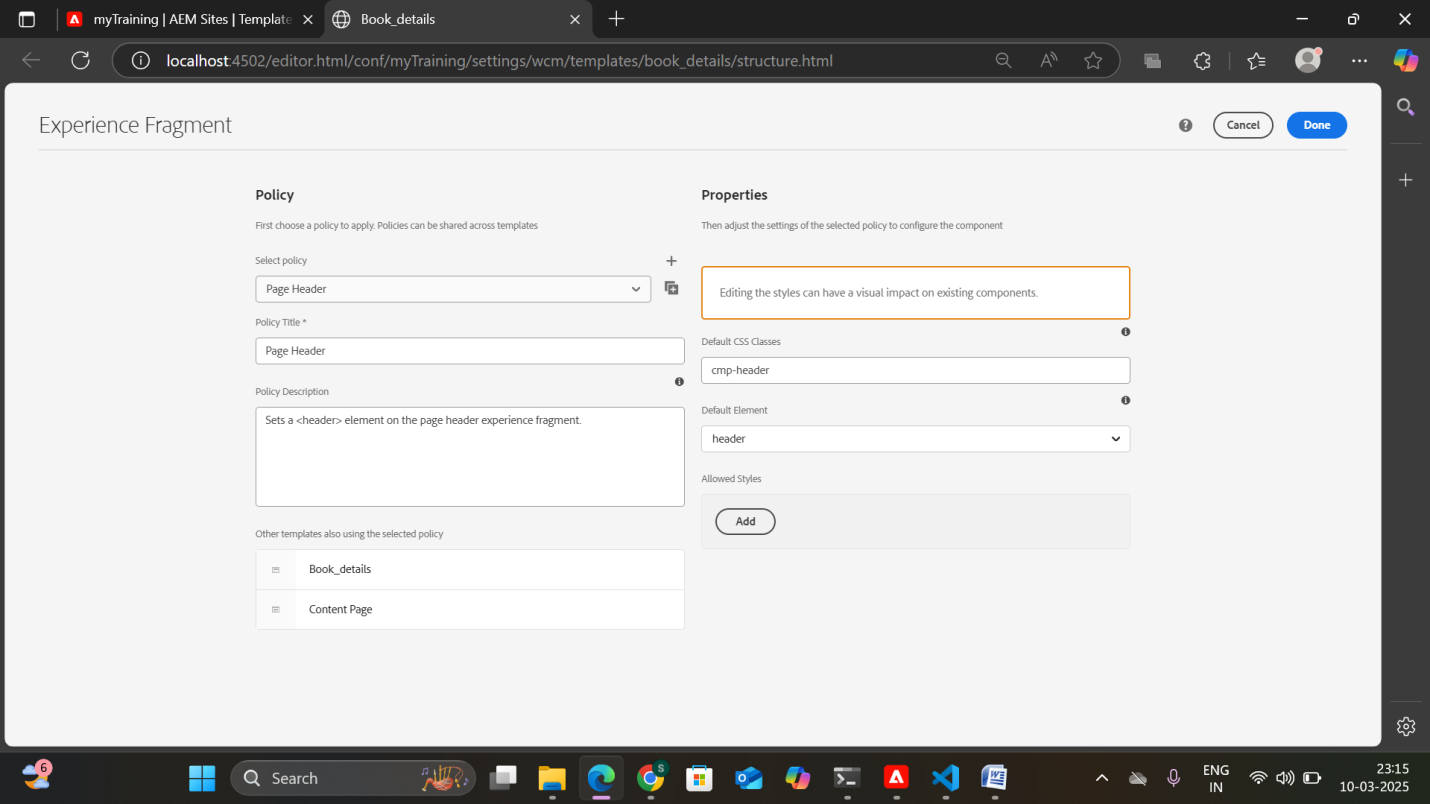 myTraining | AEM Sites | Template
Book_details
localhost:4502/editor.html/conf/myTraining/settings/wcm/templates/book_details/structure.html
Experience Fragment
Cancel
Done
Policy
First choose a policy to apply. Policies can be shared across templates
Select policy
Page Header
Policy Title *
Page Header
Policy Description
Sets a <header> element on the page header experience fragment.
Other templates also using the selected policy
Book_details
Content Page
Properties
Then adjust the settings of the selected policy to configure the component
Editing the styles can have a visual impact on existing components.
Default CSS Classes
cmp-header
Default Element
header
Allowed Styles
Add
6
Search
S
ENG
IN
23:15
10-03-2025